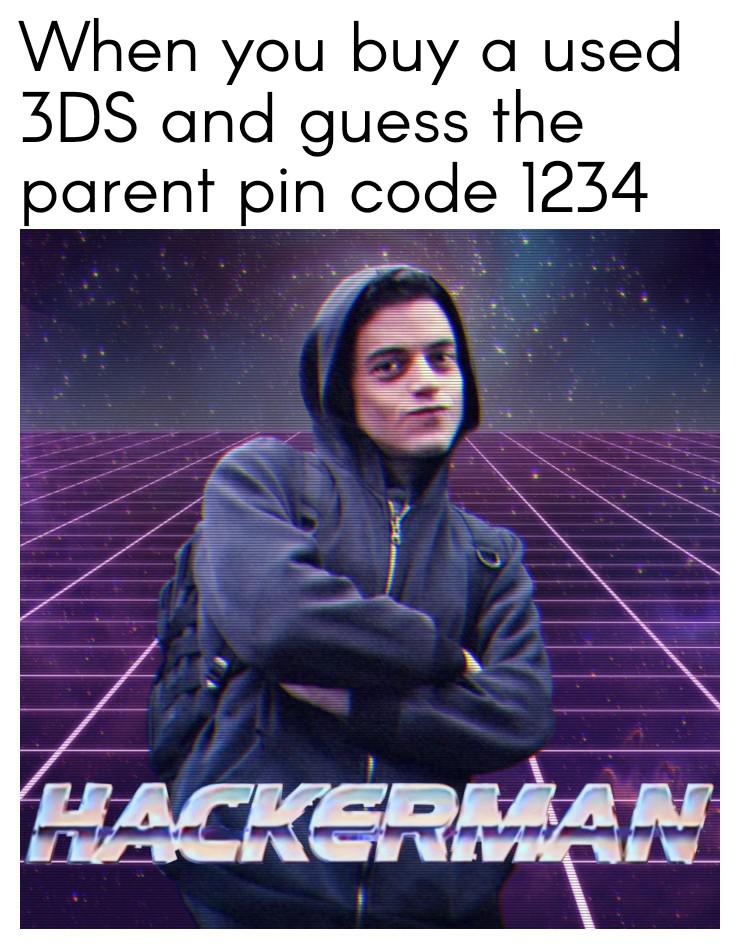 When you buy a used
3DS and guess the
parent pin code 1234
HACKERMAN